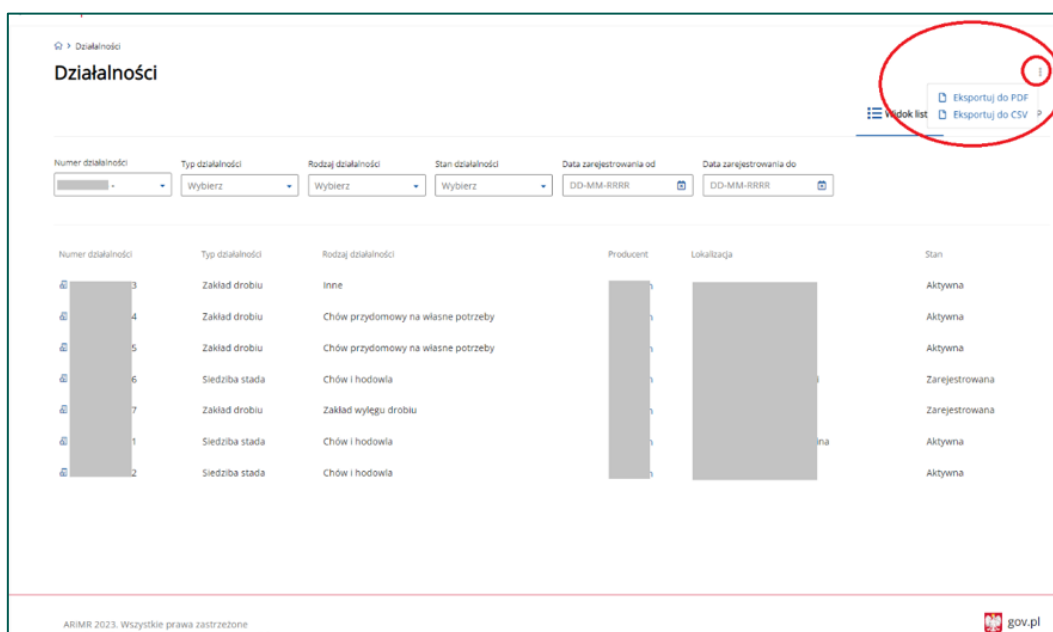 > Działalności
Działalności
Eksportuj do PDF
Widok list
Eksportuj do CSV
Numer działalności Typ działalności Rodzaj działalności Stan działalności Data zarejestrowania od Data zarejestrowania do
- Wybierz Wybierz Wybierz DD-MM-RRRR DD-MM-RRRR
Numer działalności Typ działalności Rodzaj działalności Producent Lokalizacja Stan
3 Zakład drobiu Inne Aktywna
4 Zakład drobiu Chów przydomowy na własne potrzeby Aktywna
5 Zakład drobiu Chów przydomowy na własne potrzeby Aktywna
6 Siedziba stada Chów i hodowla i Zarejestrowana
7 Zakład drobiu Zakład wylęgu drobiu Zarejestrowana
1 Siedziba stada Chów i hodowla ina Aktywna
2 Siedziba stada Chów i hodowla Aktywna
ARiMR 2023. Wszystkie prawa zastrzeżone gov.pl